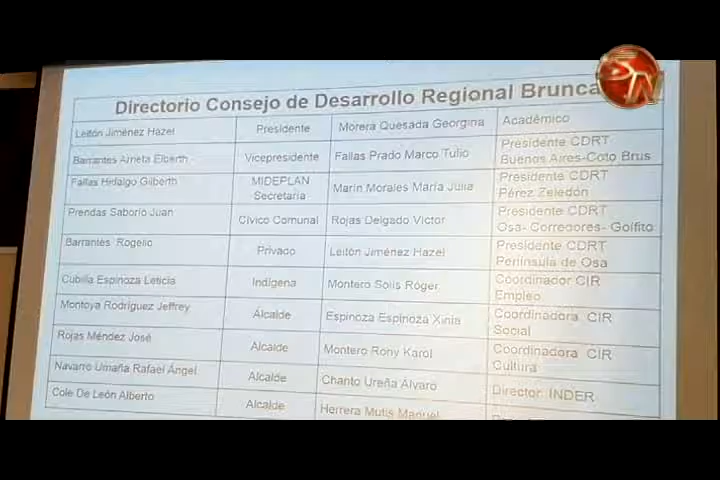 Directorio Consejo de Desarrollo Regional Brunca
Leitón Jiménez Hazel Presidente Morera Quesada Georgina Académico
Barrantes Arrieta Elberth Vicepresidente Fallas Prado Marco Tulio Presidente CDRT
Buenos Aires-Coto Brus
Fallas Hidalgo Gilberth MIDEPLAN Marín Morales María Julia Presidente CDRT
Secretaria Pérez Zeledón
Prendas Saborío Juan Cívico Comunal Rojas Delgado Victor Presidente CDRT
Osa- Corredores- Golfito
Barrantes Rogelio Privado Leitón Jiménez Hazel Presidente CDRT
Península de Osa
Cubilla Espinoza Leticia Indígena Montero Solís Roger Coordinador CIR
Empleo
Montoya Rodríguez Jeffrey Álcalde Espinoza Espinoza Xinia Coordinadora CIR
Social
Rojas Méndez José Alcalde Montero Rony Karol Coordinadora CIR
Cultura
Navarro Umaña Rafael Ángel Alcalde Chanto Ureña Álvaro Director INDER
Cole De León Alberto Alcalde Herrera Mutis Manuel